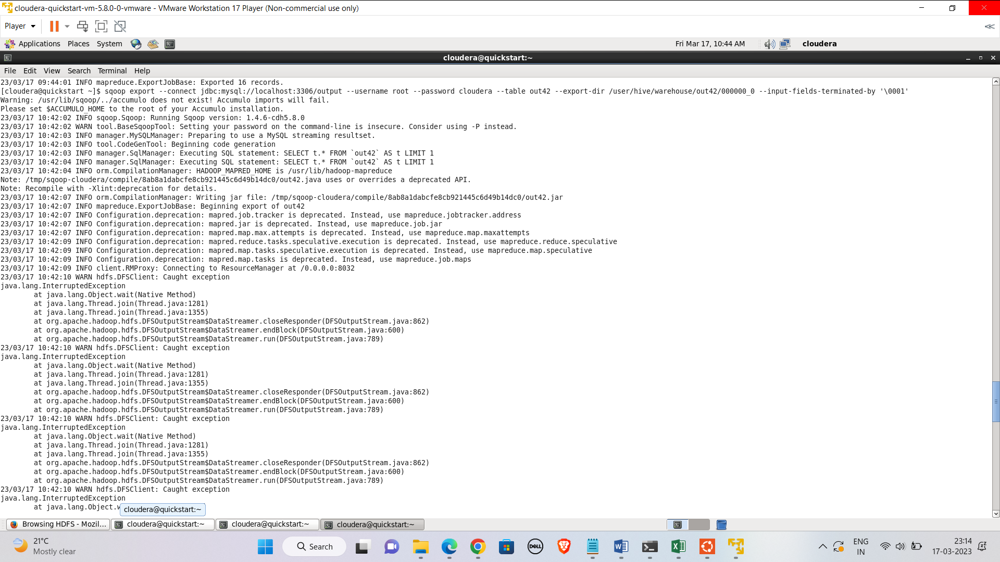 cloudera-quickstart-vm-5.8.0-0-vmware - VMware Workstation 17 Player (Non-commercial use only)
Player
Applications Places System Fri Mar 17, 10:44 AM cloudera
cloudera@quickstart:~
File Edit View Search Terminal Help
23/03/17 09:44:01 INFO mapreduce.ExportJobBase: Exported 16 records.
[cloudera@quickstart ~]$ sqoop export --connect jdbc:mysql://localhost:3306/output --username root --password cloudera --table out42 --export-dir /user/hive/warehouse/out42/000000_0 --input-fields-terminated-by '\0001'
Warning: /usr/lib/sqoop/../accumulo does not exist! Accumulo imports will fail.
Please set $ACCUMULO_HOME to the root of your Accumulo installation.
23/03/17 10:42:02 INFO sqoop.Sqoop: Running Sqoop version: 1.4.6-cdh5.8.0
23/03/17 10:42:02 WARN tool.BaseSqoopTool: Setting your password on the command-line is insecure. Consider using -P instead.
23/03/17 10:42:03 INFO manager.MySQLManager: Preparing to use a MySQL streaming resultset.
23/03/17 10:42:03 INFO tool.CodeGenTool: Beginning code generation
23/03/17 10:42:03 INFO manager.SqlManager: Executing SQL statement: SELECT t.* FROM `out42` AS t LIMIT 1
23/03/17 10:42:04 INFO manager.SqlManager: Executing SQL statement: SELECT t.* FROM `out42` AS t LIMIT 1
23/03/17 10:42:04 INFO orm.CompilationManager: HADOOP_MAPRED_HOME is /usr/lib/hadoop-mapreduce
Note: /tmp/sqoop-cloudera/compile/8ab8a1dabcfe8cb921445c6d49b14dc0/out42.java uses or overrides a deprecated API.
Note: Recompile with -Xlint:deprecation for details.
23/03/17 10:42:07 INFO orm.CompilationManager: Writing jar file: /tmp/sqoop-cloudera/compile/8ab8a1dabcfe8cb921445c6d49b14dc0/out42.jar
23/03/17 10:42:07 INFO mapreduce.ExportJobBase: Beginning export of out42
23/03/17 10:42:07 INFO Configuration.deprecation: mapred.job.tracker is deprecated. Instead, use mapreduce.jobtracker.address
23/03/17 10:42:07 INFO Configuration.deprecation: mapred.jar is deprecated. Instead, use mapreduce.job.jar
23/03/17 10:42:07 INFO Configuration.deprecation: mapred.map.max.attempts is deprecated. Instead, use mapreduce.map.maxattempts
23/03/17 10:42:09 INFO Configuration.deprecation: mapred.reduce.tasks.speculative.execution is deprecated. Instead, use mapreduce.reduce.speculative
23/03/17 10:42:09 INFO Configuration.deprecation: mapred.map.tasks.speculative.execution is deprecated. Instead, use mapreduce.map.speculative
23/03/17 10:42:09 INFO Configuration.deprecation: mapred.map.tasks is deprecated. Instead, use mapreduce.job.maps
23/03/17 10:42:09 INFO client.RMProxy: Connecting to ResourceManager at /0.0.0.0:8032
23/03/17 10:42:10 WARN hdfs.DFSClient: Caught exception
java.lang.InterruptedException
at java.lang.Object.wait(Native Method)
at java.lang.Thread.join(Thread.java:1281)
at java.lang.Thread.join(Thread.java:1355)
at org.apache.hadoop.hdfs.DFSOutputStream$DataStreamer.closeResponder(DFSOutputStream.java:862)
at org.apache.hadoop.hdfs.DFSOutputStream$DataStreamer.endBlock(DFSOutputStream.java:600)
at org.apache.hadoop.hdfs.DFSOutputStream$DataStreamer.run(DFSOutputStream.java:789)
23/03/17 10:42:10 WARN hdfs.DFSClient: Caught exception
java.lang.InterruptedException
at java.lang.Object.wait(Native Method)
at java.lang.Thread.join(Thread.java:1281)
at java.lang.Thread.join(Thread.java:1355)
at org.apache.hadoop.hdfs.DFSOutputStream$DataStreamer.closeResponder(DFSOutputStream.java:862)
at org.apache.hadoop.hdfs.DFSOutputStream$DataStreamer.endBlock(DFSOutputStream.java:600)
at org.apache.hadoop.hdfs.DFSOutputStream$DataStreamer.run(DFSOutputStream.java:789)
23/03/17 10:42:10 WARN hdfs.DFSClient: Caught exception
java.lang.InterruptedException
at java.lang.Object.wait(Native Method)
at java.lang.Thread.join(Thread.java:1281)
at java.lang.Thread.join(Thread.java:1355)
at org.apache.hadoop.hdfs.DFSOutputStream$DataStreamer.closeResponder(DFSOutputStream.java:862)
at org.apache.hadoop.hdfs.DFSOutputStream$DataStreamer.endBlock(DFSOutputStream.java:600)
at org.apache.hadoop.hdfs.DFSOutputStream$DataStreamer.run(DFSOutputStream.java:789)
23/03/17 10:42:10 WARN hdfs.DFSClient: Caught exception
java.lang.InterruptedException
at java.lang.Object.w
cloudera@quickstart:~
Browsing HDFS - Mozil... cloudera@quickstart:~ cloudera@quickstart:~ cloudera@quickstart:~
21°C
Mostly clear
Search
DELL
ENG
IN
23:14
17-03-2023